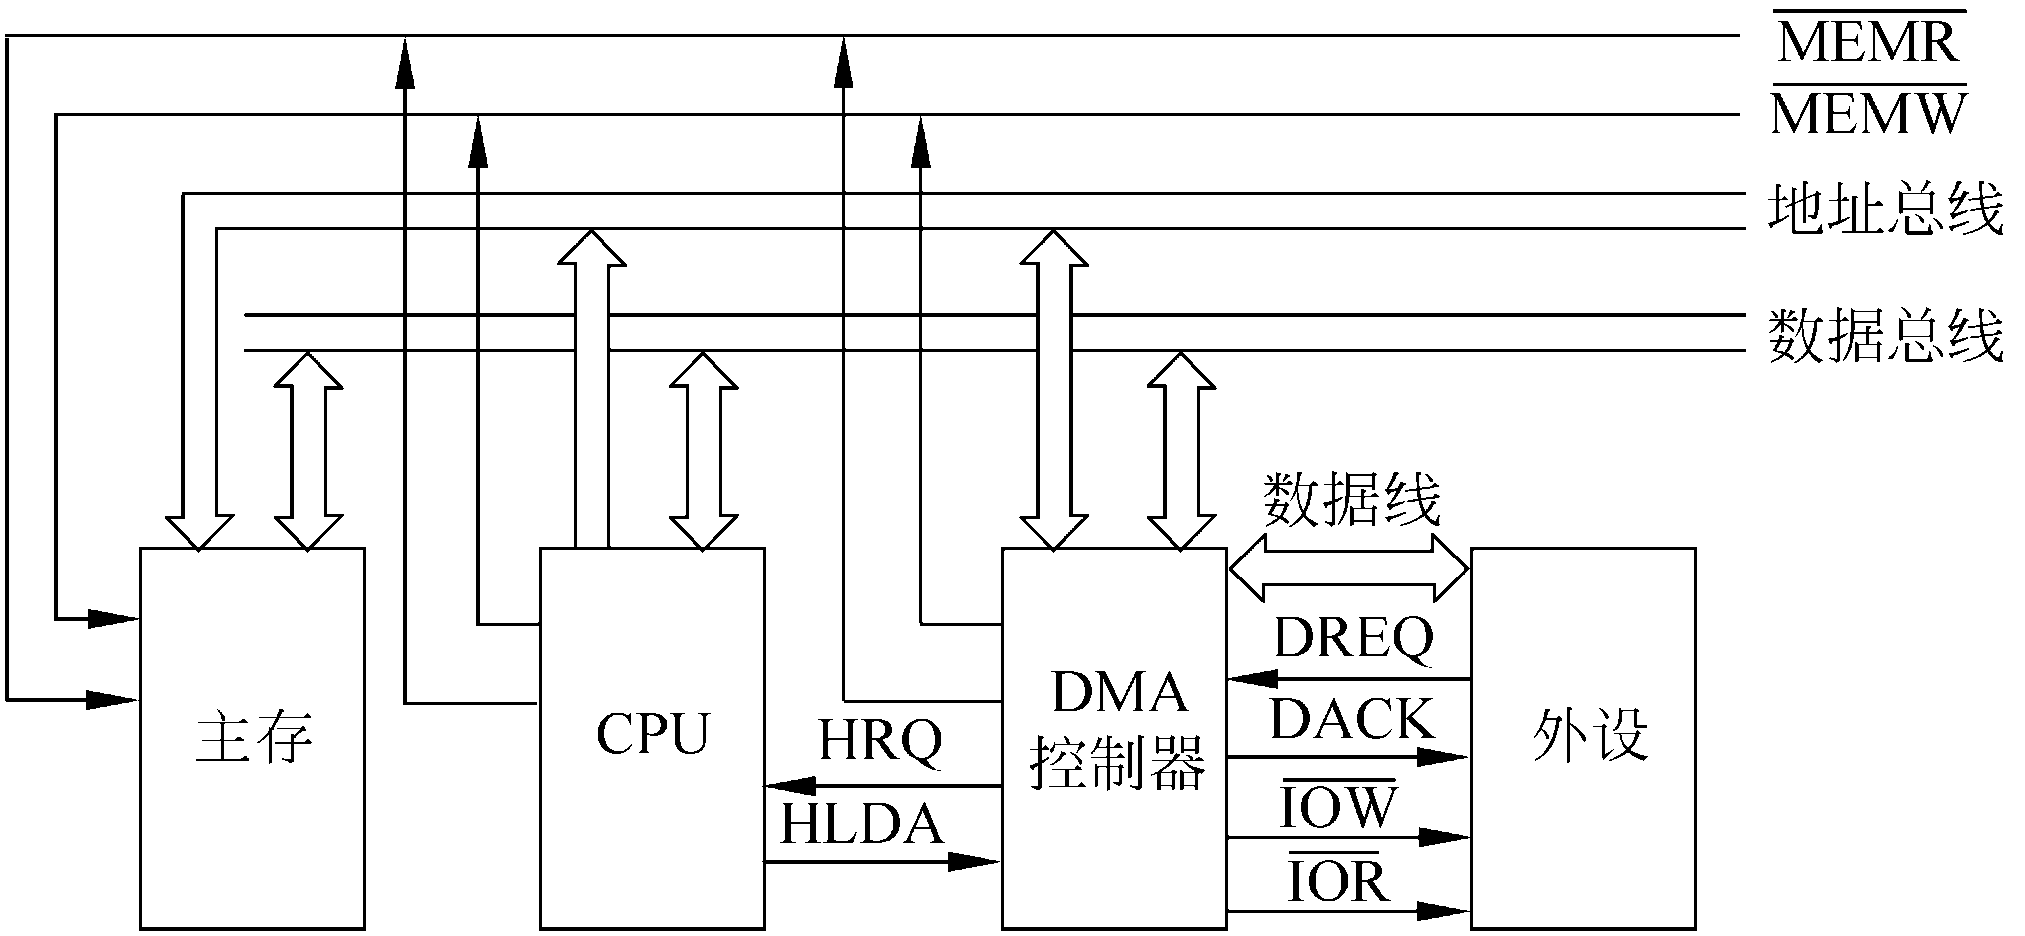 MEMR
MEMW
地址总线
数据总线
数据线
DREQ
DACK
IOW
IOR
HRQ
HLDA
主存
CPU
DMA
控制器
外设